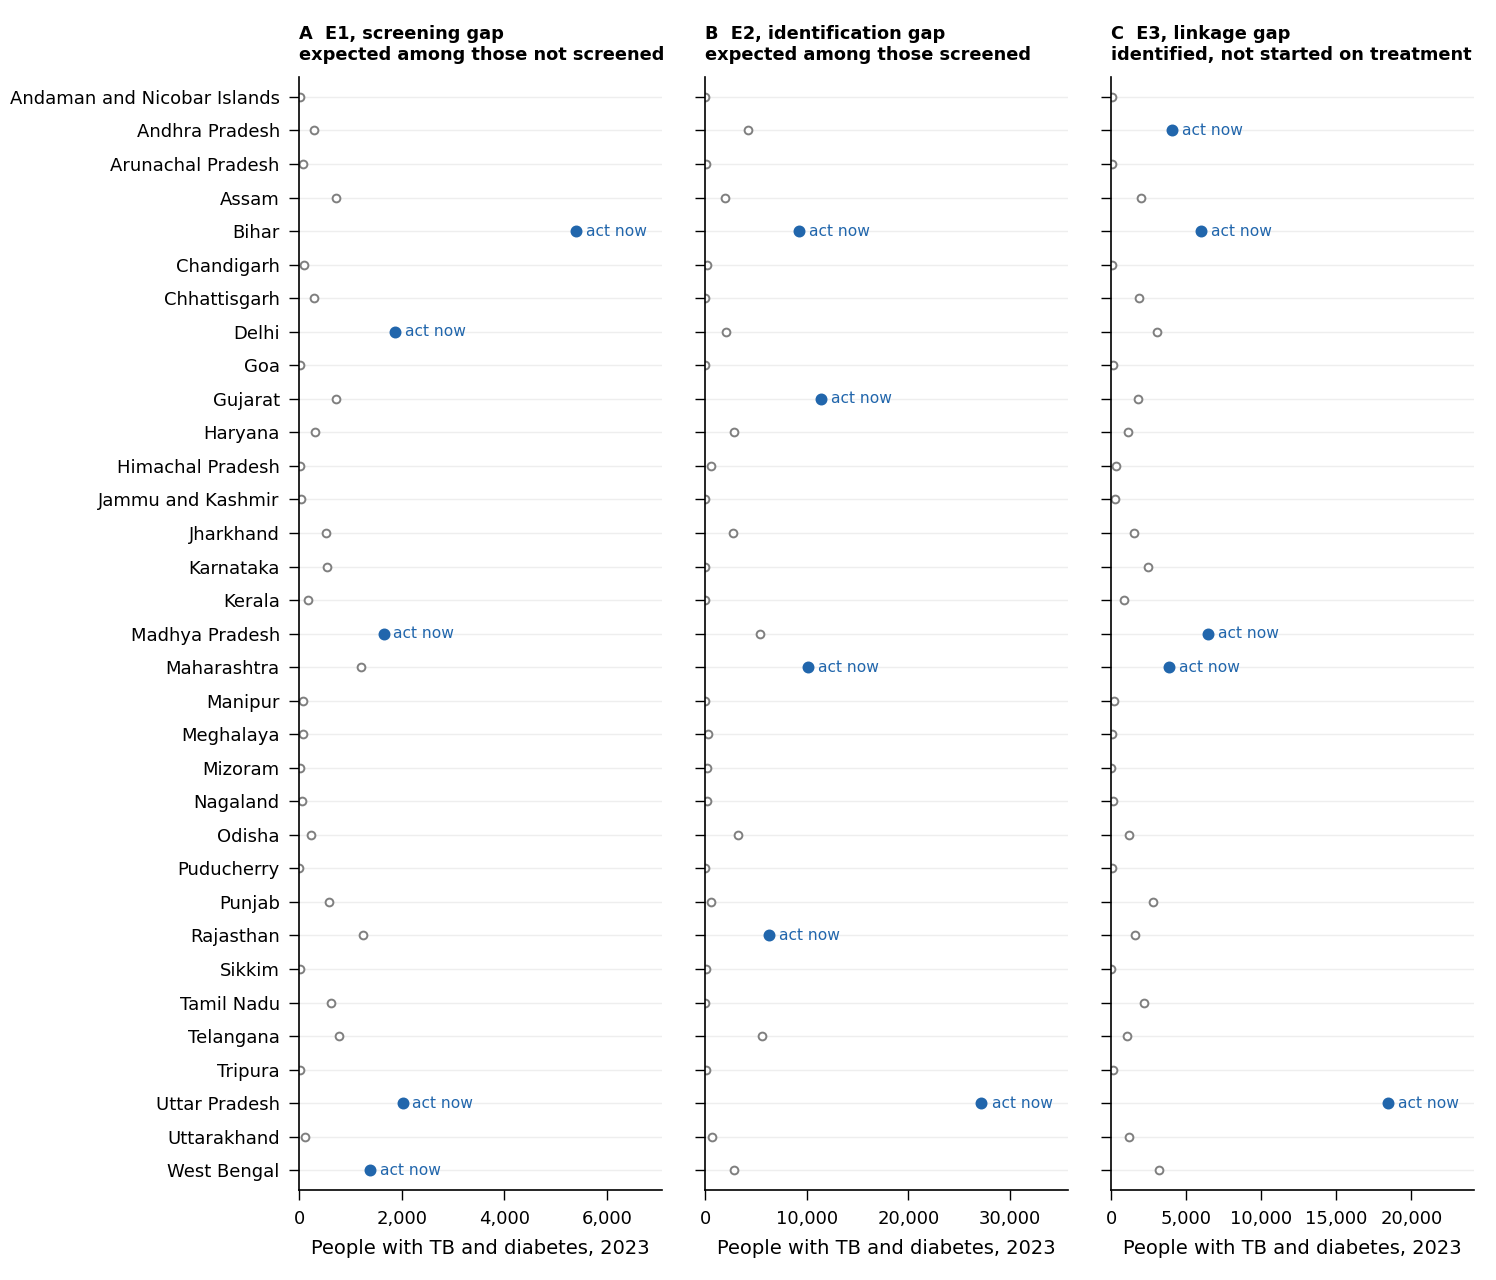 A  E1, screening gap
expected among those not screened
B  E2, identification gap
expected among those screened
C  E3, linkage gap
identified, not started on treatment
Andaman and Nicobar Islands
Andhra Pradesh act now
Arunachal Pradesh
Assam
Bihar act now act now act now
Chandigarh
Chhattisgarh
Delhi act now
Goa
Gujarat act now
Haryana
Himachal Pradesh
Jammu and Kashmir
Jharkhand
Karnataka
Kerala
Madhya Pradesh act now act now
Maharashtra act now act now
Manipur
Meghalaya
Mizoram
Nagaland
Odisha
Puducherry
Punjab
Rajasthan act now
Sikkim
Tamil Nadu
Telangana
Tripura
Uttar Pradesh act now act now act now
Uttarakhand
West Bengal act now
0 2,000 4,000 6,000
0 10,000 20,000 30,000
0 5,000 10,000 15,000 20,000
People with TB and diabetes, 2023
People with TB and diabetes, 2023
People with TB and diabetes, 2023